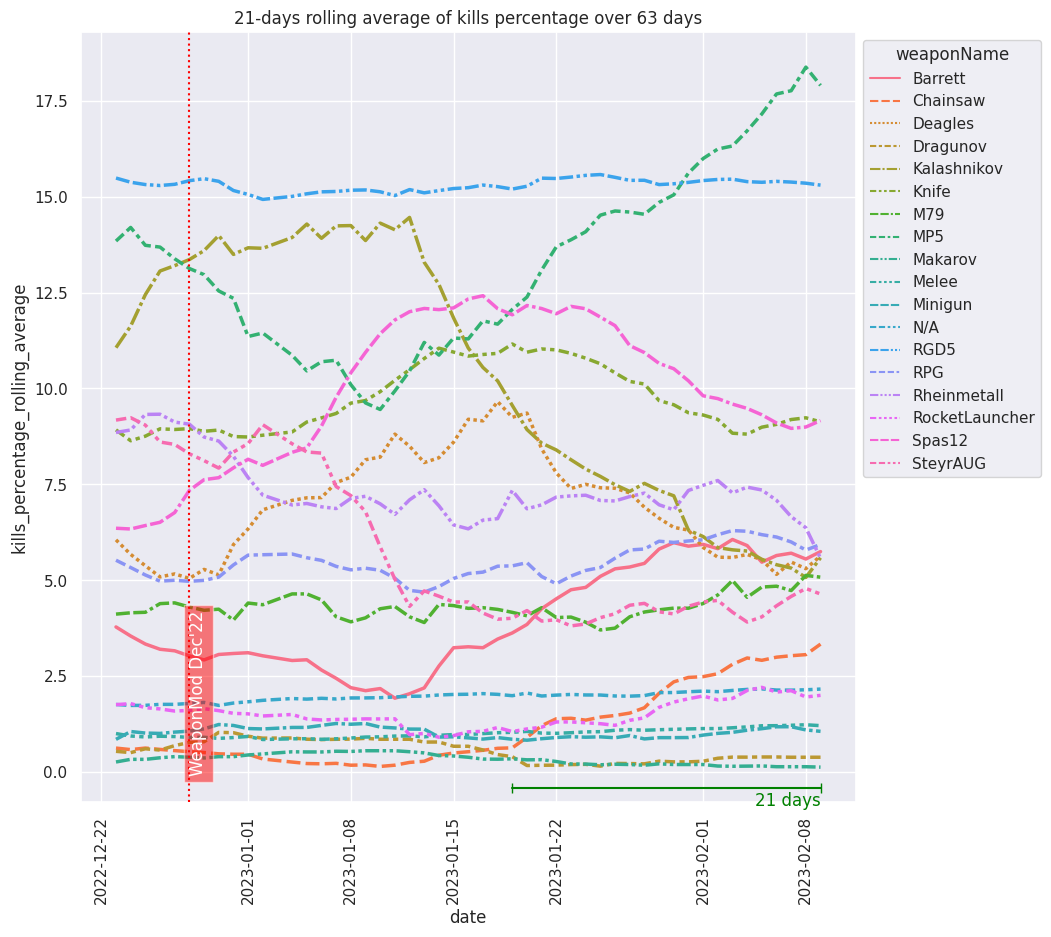 21-days rolling average of kills percentage over 63 days
kills_percentage_rolling_average
17.5
15.0
12.5
10.0
7.5
5.0
2.5
0.0
WeaponMod Dec'22
21 days
2022-12-22
2023-01-01
2023-01-08
2023-01-15
2023-01-22
2023-02-01
2023-02-08
date
weaponName
Barrett
Chainsaw
Deagles
Dragunov
Kalashnikov
Knife
M79
MP5
Makarov
Melee
Minigun
N/A
RGD5
RPG
Rheinmetall
RocketLauncher
Spas12
SteyrAUG